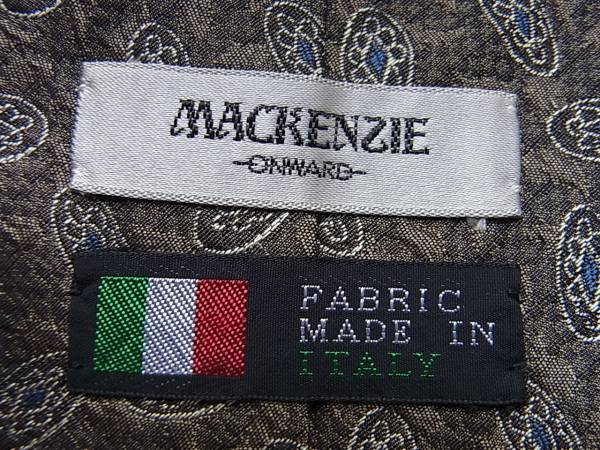 MACKENZIE
-ONWARD-
FABRIC
MADE IN
ITALY